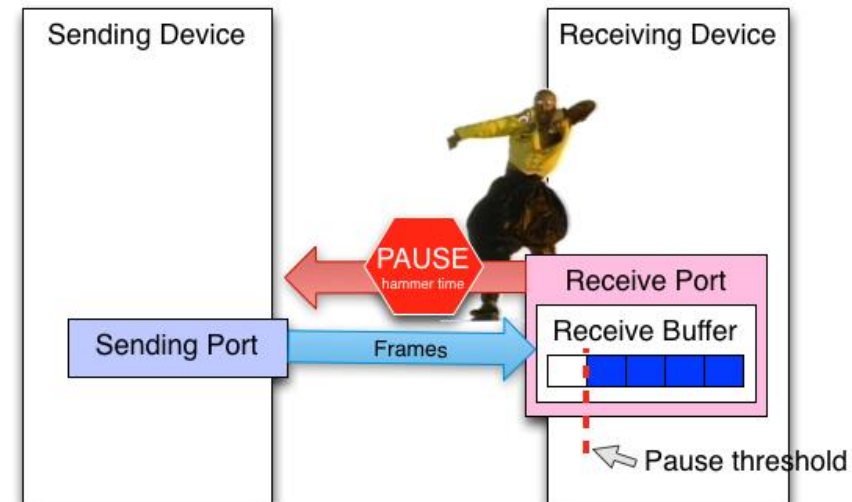 Sending Device
Receiving Device
PAUSE
hammer time
Receive Port
Receive Buffer
Sending Port
Frames
Pause threshold